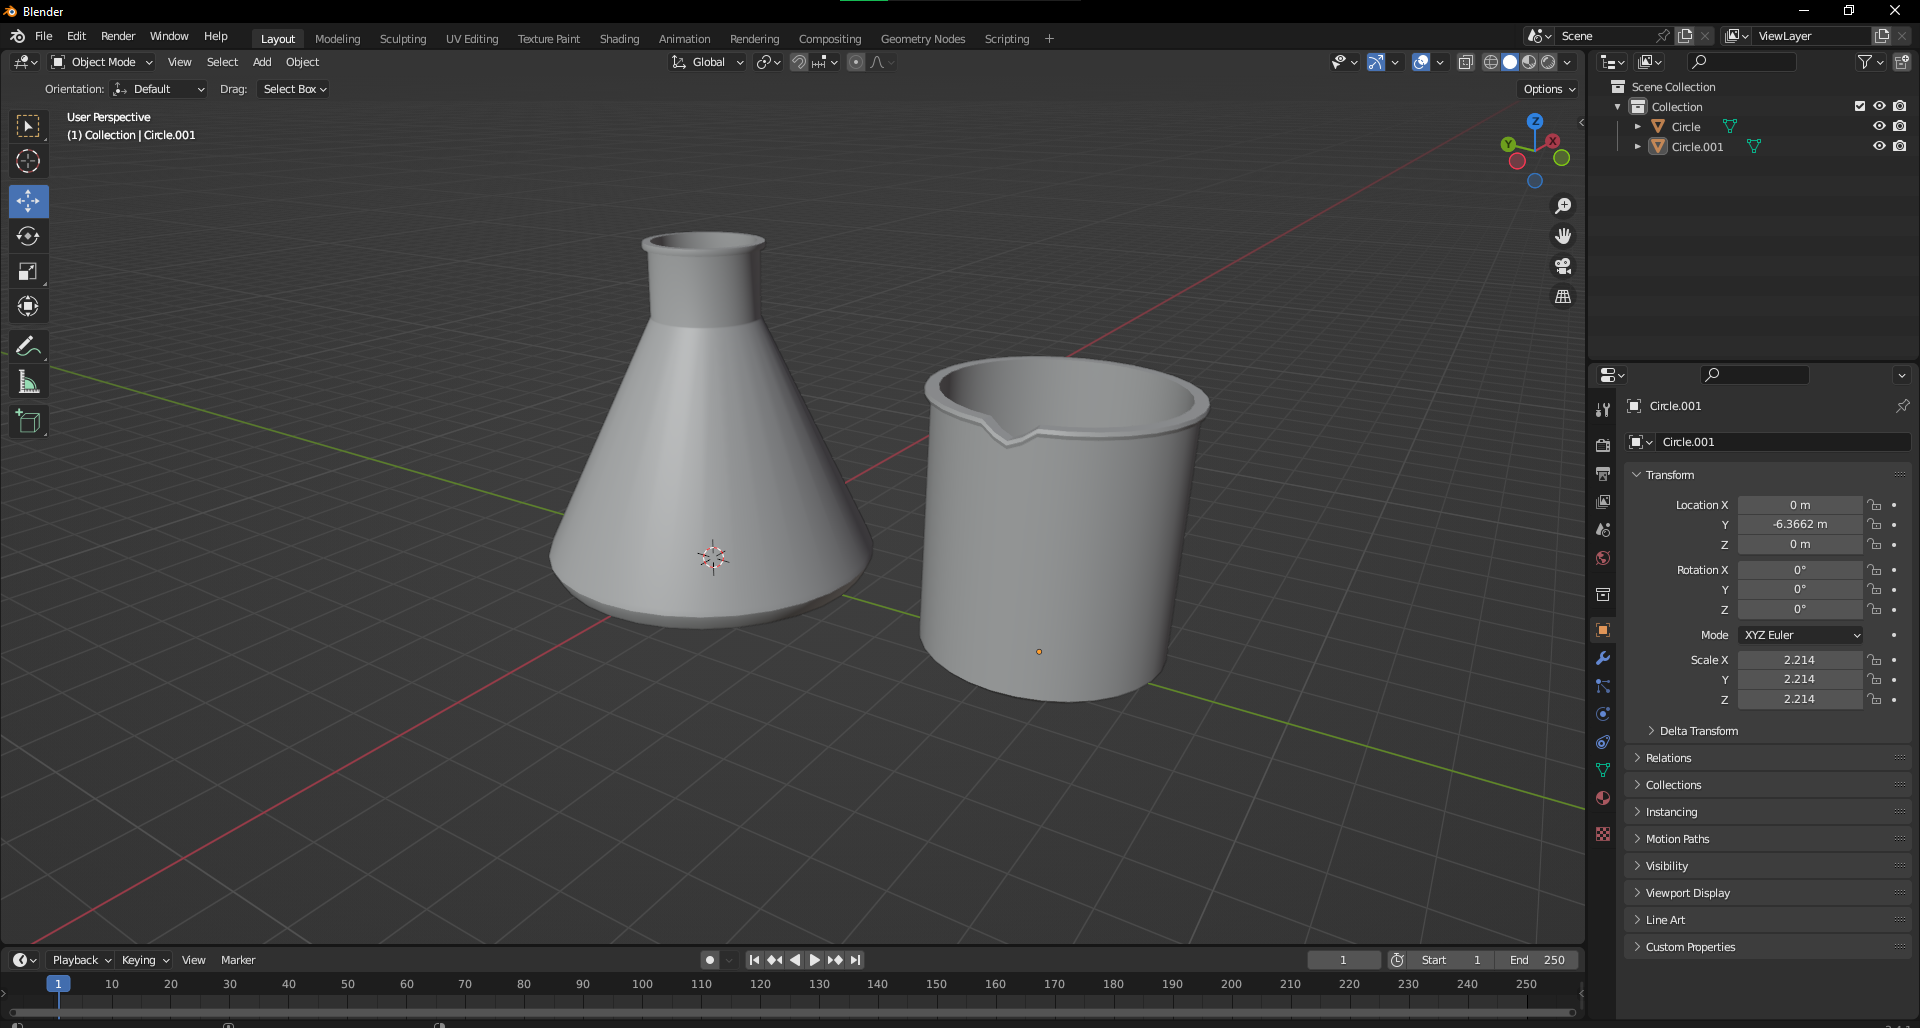 Blender
File Edit Render Window Help Layout Modeling Sculpting UV Editing Texture Paint Shading Animation Rendering Compositing Geometry Nodes Scripting + Scene ViewLayer
Object Mode View Select Add Object Global
Orientation: Default Drag: Select Box Options
User Perspective
(1) Collection | Circle.001
Z
Y X
Scene Collection
Collection
Circle
Circle.001
Circle.001
Circle.001
Transform
Location X 0 m
Y -6.3662 m
Z 0 m
Rotation X 0°
Y 0°
Z 0°
Mode XYZ Euler
Scale X 2.214
Y 2.214
Z 2.214
Delta Transform
Relations
Collections
Instancing
Motion Paths
Visibility
Viewport Display
Line Art
Custom Properties
Playback Keying View Marker 1 Start 1 End 250
1 10 20 30 40 50 60 70 80 90 100 110 120 130 140 150 160 170 180 190 200 210 220 230 240 250